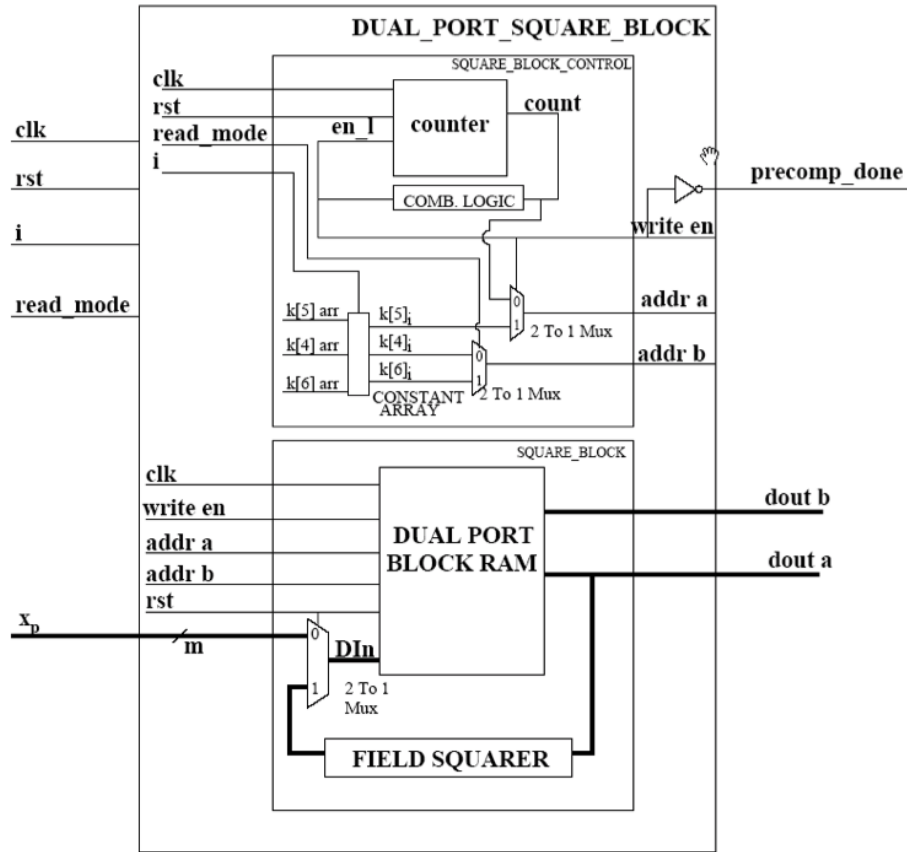 DUAL_PORT_SQUARE_BLOCK
SQUARE_BLOCK_CONTROL
clk
rst
read_mode
i
en_l
counter
count
COMB. LOGIC
clk
rst
i
read_mode
precomp_done
write en
addr a
addr b
k[5] arr
k[4] arr
k[6] arr
k[5]i
k[4]i
k[6]i
CONSTANT
ARRAY
0
1
2 To 1 Mux
0
1
2 To 1 Mux
SQUARE_BLOCK
clk
write en
addr a
addr b
rst
DUAL PORT
BLOCK RAM
dout b
dout a
xp
m
0
1
DIn
2 To 1
Mux
FIELD SQUARER